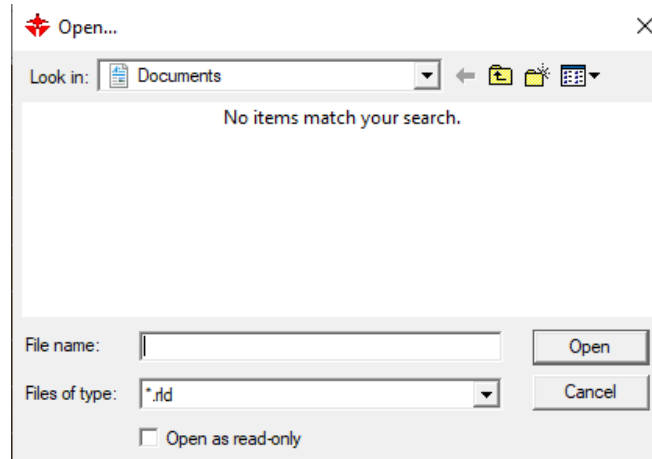 Open...
Look in: Documents
No items match your search.
File name:
Open
Files of type: *.rld
Cancel
Open as read-only